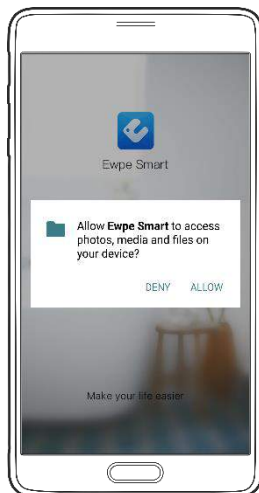 Ewpe Smart
Allow Ewpe Smart to access
photos, media and files on
your device?
DENY ALLOW
Make your life easier